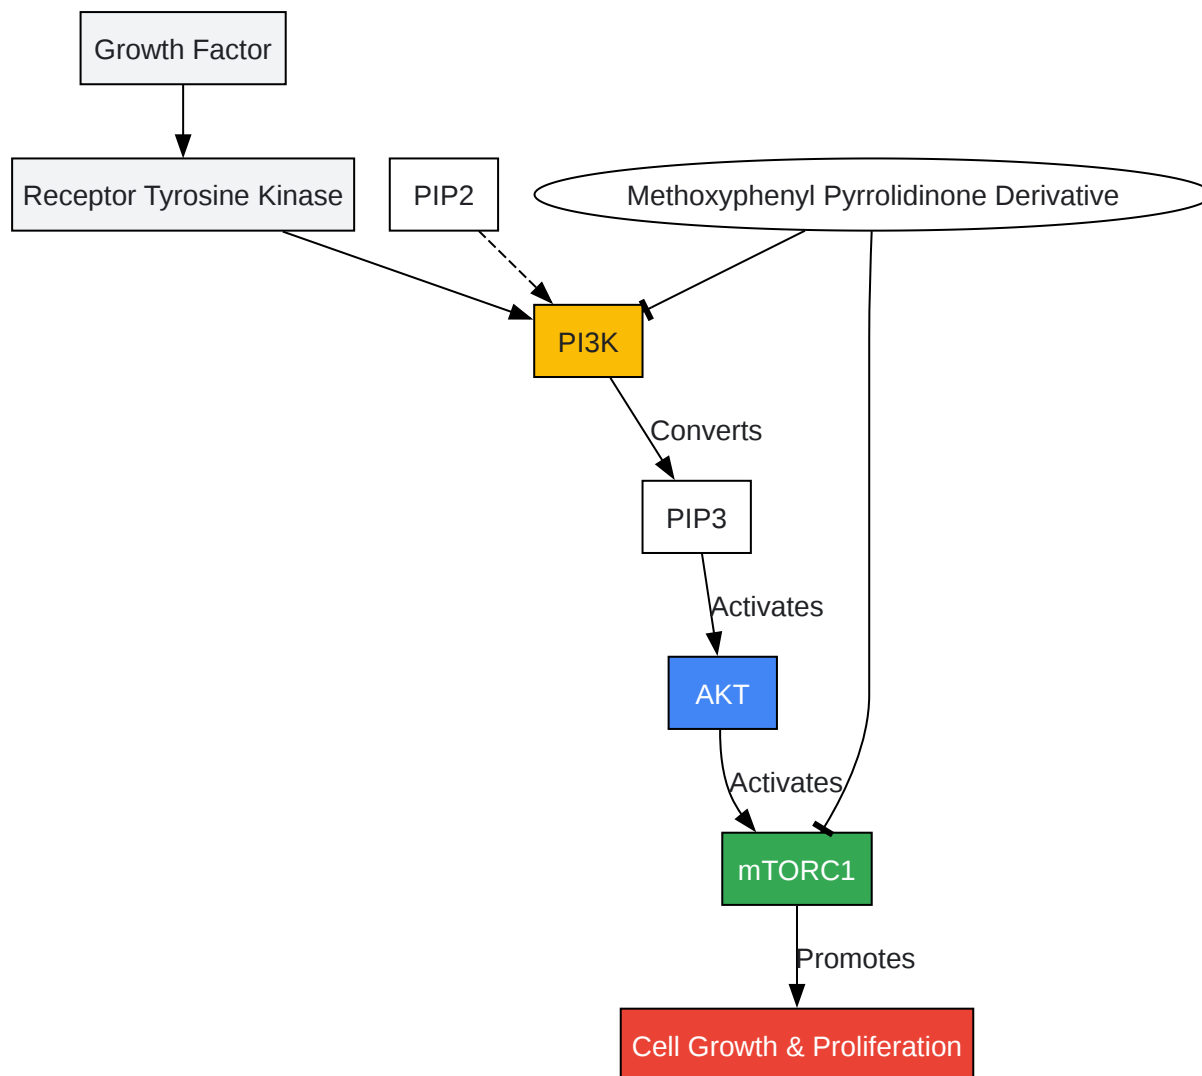 Growth Factor
Receptor Tyrosine Kinase
PIP2
Methoxyphenyl Pyrrolidinone Derivative
PI3K
Converts
PIP3
Activates
AKT
Activates
mTORC1
Promotes
Cell Growth & Proliferation